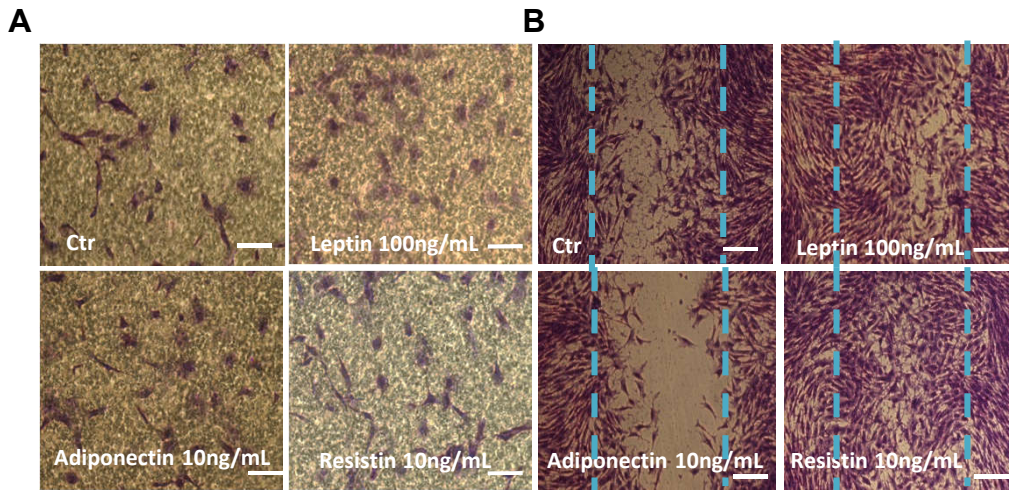 A
B
Ctr
Leptin 100ng/mL
Ctr
Leptin 100ng/mL
Adiponectin 10ng/mL
Resistin 10ng/mL
Adiponectin 10ng/mL
Resistin 10ng/mL